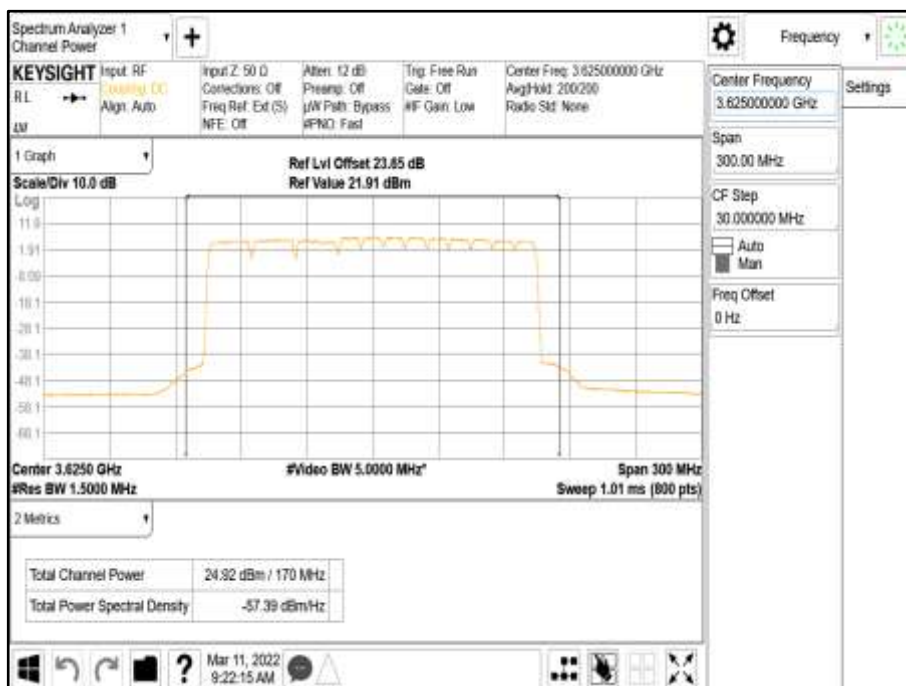 Spectrum Analyzer 1
Channel Power
Frequency
KEYSIGHT
RL
Input: RF
Coupling: DC
Align: Auto
Input Z: 50 Ω
Corrections: Off
Freq Ref: Ext (S)
NFE: Off
Atten: 12 dB
Preamp: Off
µW Path: Bypass
#PNO: Fast
Trig: Free Run
Gate: Off
#IF Gain: Low
Center Freq: 3.625000000 GHz
Avg|Hold: 200/200
Radio Std: None
Center Frequency
3.625000000 GHz
Settings
Span
300.00 MHz
CF Step
30.000000 MHz
Auto
Man
Freq Offset
0 Hz
1 Graph
Scale/Div 10.0 dB
Ref Lvl Offset 23.65 dB
Ref Value 21.91 dBm
Log
11.9
1.91
-8.09
-18.1
-28.1
-38.1
-48.1
-58.1
-68.1
Center 3.6250 GHz
#Video BW 5.0000 MHz*
Span 300 MHz
#Res BW 1.5000 MHz
Sweep 1.01 ms (800 pts)
2 Metrics
Total Channel Power
24.92 dBm / 170 MHz
Total Power Spectral Density
-57.39 dBm/Hz
?
Mar 11, 2022
9:22:15 AM